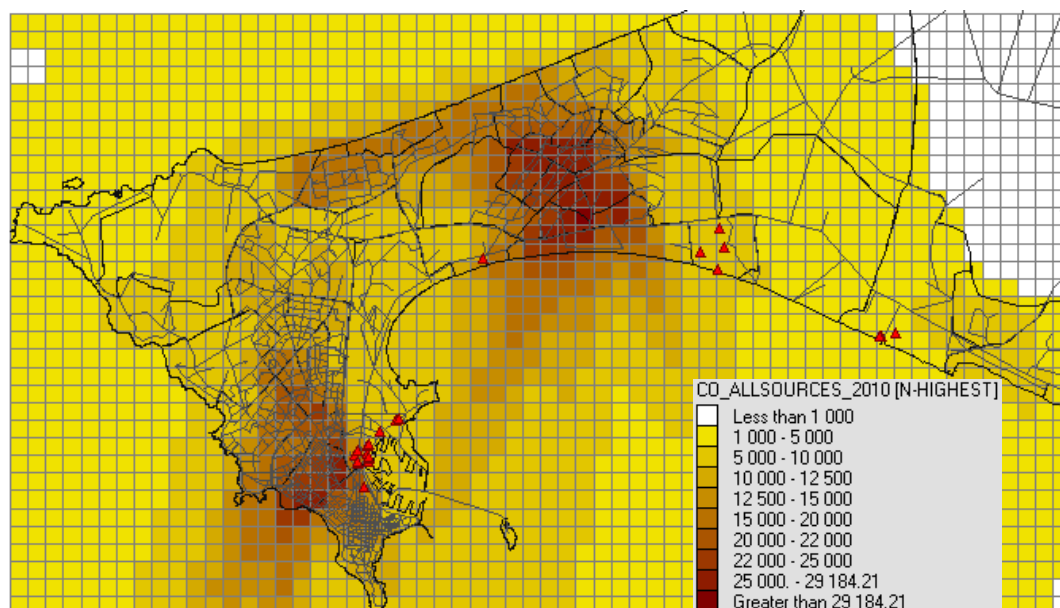 CO_ALLSOURCES_2010 [N-HIGHEST]
Less than 1 000
1 000 - 5 000
5 000 - 10 000
10 000 - 12 500
12 500 - 15 000
15 000 - 20 000
20 000 - 22 000
22 000 - 25 000
25 000. - 29 184.21
Greater than 29 184.21